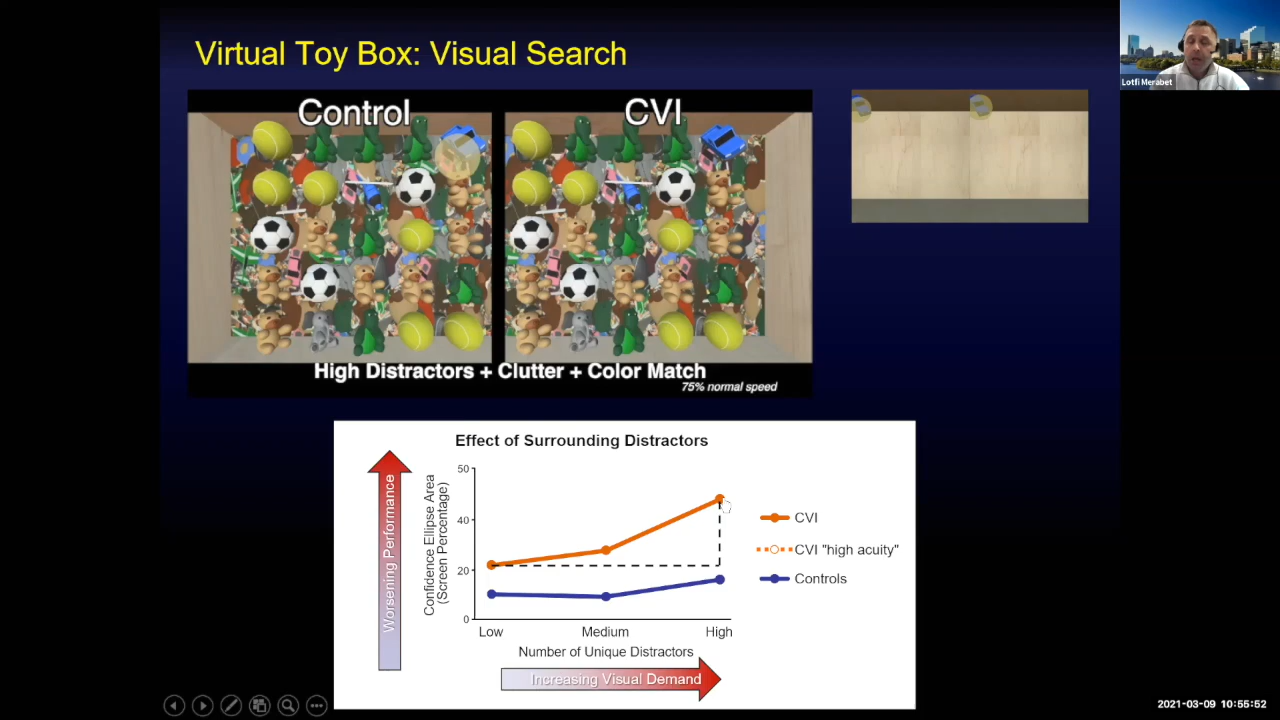 Virtual Toy Box: Visual Search
Lotfi Merabet
Control
CVI
High Distractors + Clutter + Color Match
75% normal speed
Effect of Surrounding Distractors
Worsening Performance
Confidence Ellipse Area
(Screen Percentage)
50
40
20
10
0
Low
Medium
High
Number of Unique Distractors
Increasing Visual Demand
CVI
CVI "high acuity"
Controls
2021-03-09 10:55:52